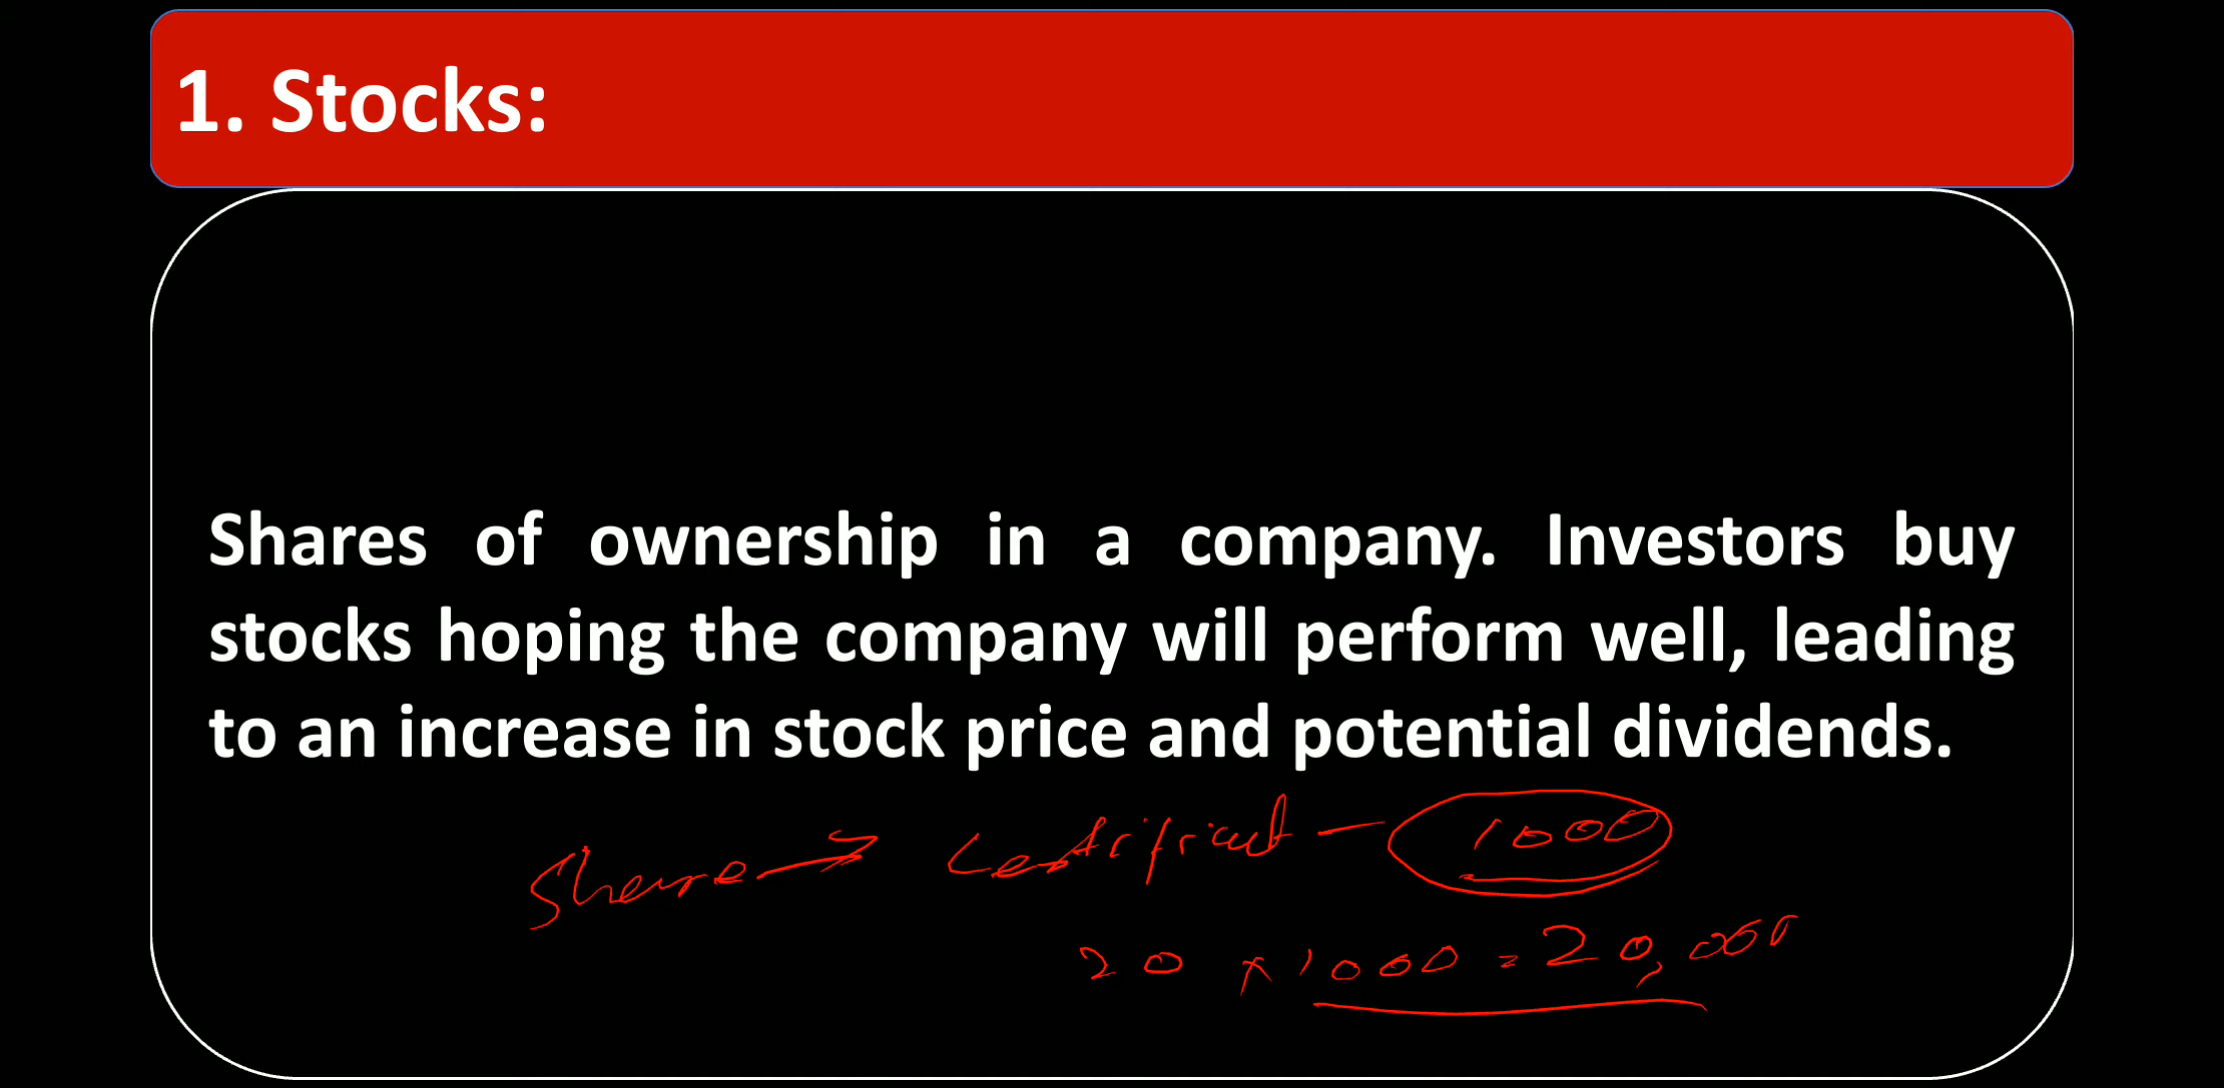 1. Stocks:
Shares of ownership in a company. Investors buy
stocks hoping the company will perform well, leading
to an increase in stock price and potential dividends.
Share → Certificat - 1000
20 x 1000 = 20,000